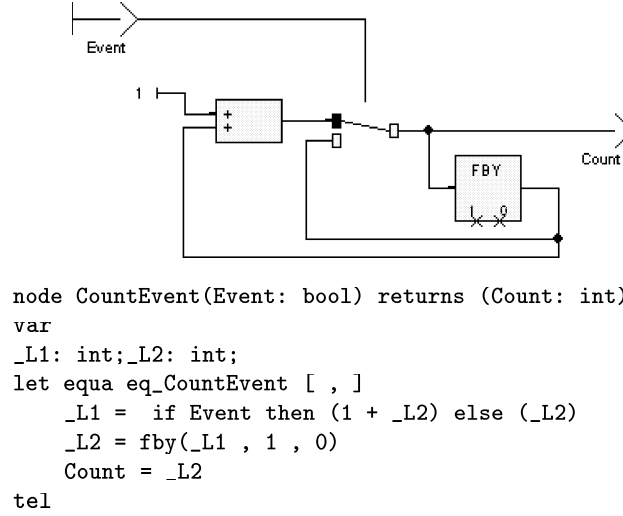 Event
1
+
+
FBY
1 0
Count
node CountEvent(Event: bool) returns (Count: int)
var
_L1: int;_L2: int;
let equa eq_CountEvent [ , ]
_L1 = if Event then (1 + _L2) else (_L2)
_L2 = fby(_L1 , 1 , 0)
Count = _L2
tel